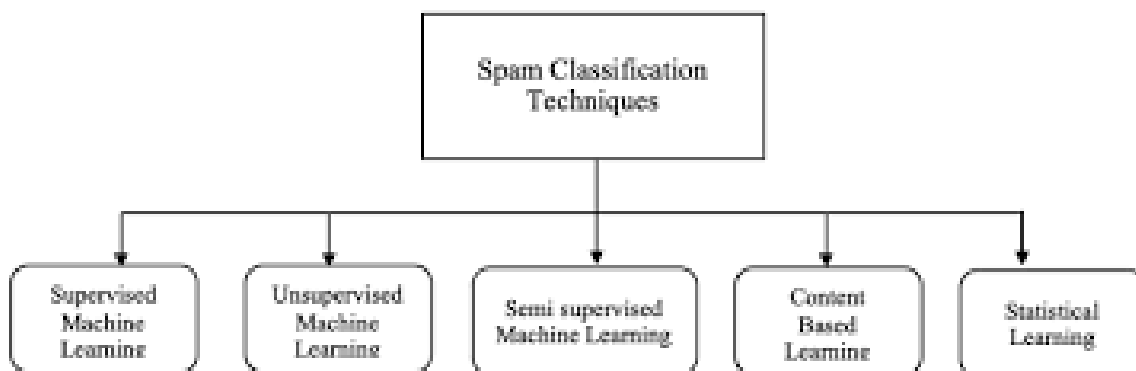 Spam Classification
Techniques
Supervised
Machine
Learning
Unsupervised
Machine
Learning
Semi supervised
Machine Learning
Content
Based
Learning
Statistical
Learning